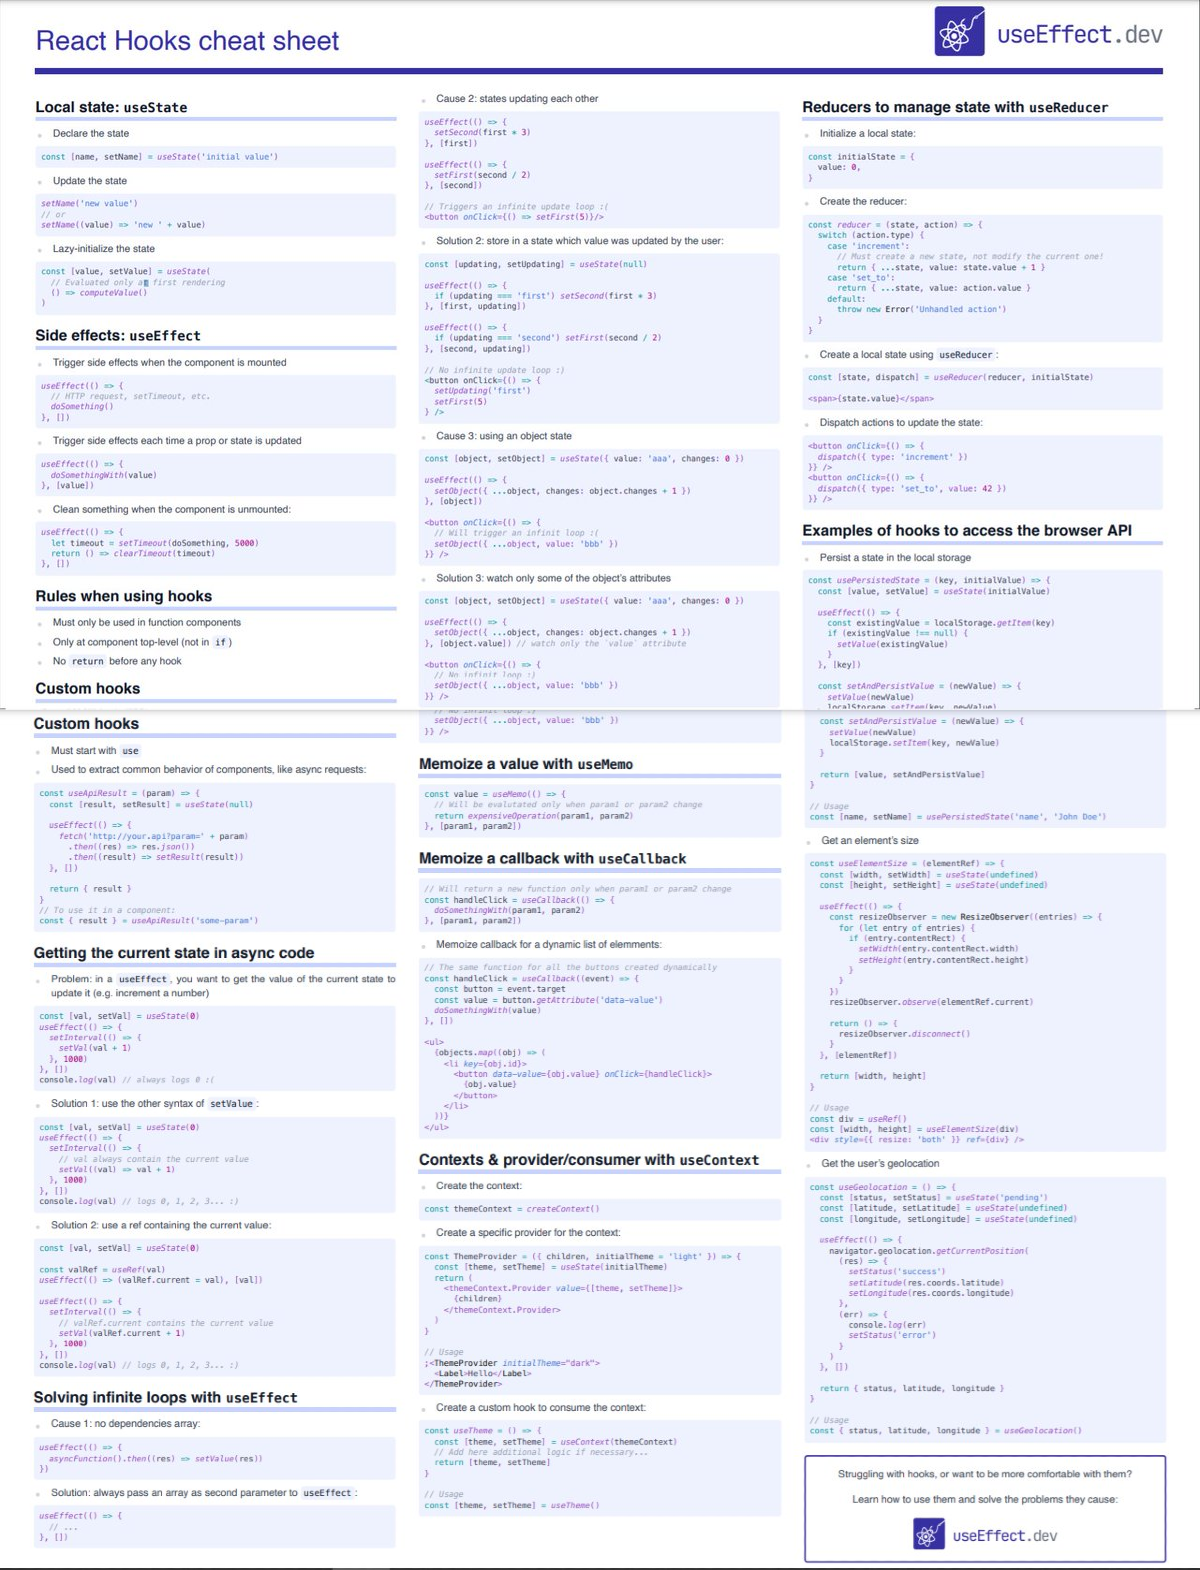 React Hooks cheat sheet
useEffect.dev
Local state: useState
Declare the state
const [name, setName] = useState('initial value')
Update the state
setName('new value')
// or
setName((value) => 'new ' + value)
Lazy-initialize the state
const [value, setValue] = useState(
// Evaluated only at first rendering
() => computeValue()
)
Side effects: useEffect
Trigger side effects when the component is mounted
useEffect(() => {
// HTTP request, setTimeout, etc.
doSomething()
}, [])
Trigger side effects each time a prop or state is updated
useEffect(() => {
doSomethingWith(value)
}, [value])
Clean something when the component is unmounted:
useEffect(() => {
let timeout = setTimeout(doSomething, 5000)
return () => clearTimeout(timeout)
}, [])
Rules when using hooks
Must only be used in function components
Only at component top-level (not in if)
No return before any hook
Custom hooks
Custom hooks
Must start with use
Used to extract common behavior of components, like async requests:
const useApiResult = (param) => {
const [result, setResult] = useState(null)
useEffect(() => {
fetch('http://your.api?param=' + param)
.then((res) => res.json())
.then((result) => setResult(result))
}, [])
return { result }
}
// To use it in a component:
const { result } = useApiResult('some-param')
Getting the current state in async code
Problem: in a useEffect, you want to get the value of the current state to
update it (e.g. increment a number)
const [val, setVal] = useState(0)
useEffect(() => {
setInterval(() => {
setVal(val + 1)
}, 1000)
}, [])
console.log(val) // always logs 0 :(
Solution 1: use the other syntax of setValue:
const [val, setVal] = useState(0)
useEffect(() => {
setInterval(() => {
// val always contain the current value
setVal((val) => val + 1)
}, 1000)
}, [])
console.log(val) // logs 0, 1, 2, 3... :)
Solution 2: use a ref containing the current value:
const [val, setVal] = useState(0)
const valRef = useRef(val)
useEffect(() => (valRef.current = val), [val])
useEffect(() => {
setInterval(() => {
// valRef.current contains the current value
setVal(valRef.current + 1)
}, 1000)
}, [])
console.log(val) // logs 0, 1, 2, 3... :)
Solving infinite loops with useEffect
Cause 1: no dependencies array:
useEffect(() => {
asyncFunction().then((res) => setValue(res))
})
Solution: always pass an array as second parameter to useEffect:
useEffect(() => {
// ...
}, [])
Cause 2: states updating each other
useEffect(() => {
setSecond(first * 3)
}, [first])
useEffect(() => {
setFirst(second / 2)
}, [second])
// Triggers an infinite update loop :(
<button onClick={() => setFirst(5)}/>
Solution 2: store in a state which value was updated by the user:
const [updating, setUpdating] = useState(null)
useEffect(() => {
if (updating === 'first') setSecond(first * 3)
}, [first, updating])
useEffect(() => {
if (updating === 'second') setFirst(second / 2)
}, [second, updating])
// No infinite update loop :)
<button onClick={() => {
setUpdating('first')
setFirst(5)
} />
Cause 3: using an object state
const [object, setObject] = useState({ value: 'aaa', changes: 0 })
useEffect(() => {
setObject({ ...object, changes: object.changes + 1 })
}, [object])
<button onClick={() => {
// Will trigger an infinit loop :(
setObject({ ...object, value: 'bbb' })
}} />
Solution 3: watch only some of the object's attributes
const [object, setObject] = useState({ value: 'aaa', changes: 0 })
useEffect(() => {
setObject({ ...object, changes: object.changes + 1 })
}, [object.value]) // watch only the `value` attribute
<button onClick={() => {
// No infinit loop :)
setObject({ ...object, value: 'bbb' })
}} />
// No infinit loop :)
setObject({ ...object, value: 'bbb' })
}} />
Memoize a value with useMemo
const value = useMemo(() => {
// Will be evalutated only when param1 or param2 change
return expensiveOperation(param1, param2)
}, [param1, param2])
Memoize a callback with useCallback
// Will return a new function only when param1 or param2 change
const handleClick = useCallback(() => {
doSomethingWith(param1, param2)
}, [param1, param2])
Memoize callback for a dynamic list of elemments:
// The same function for all the buttons created dynamically
const handleClick = useCallback((event) => {
const button = event.target
const value = button.getAttribute('data-value')
doSomethingWith(value)
}, [])
<ul>
{objects.map((obj) => (
<li key={obj.id}>
<button data-value={obj.value} onClick={handleClick}>
{obj.value}
</button>
</li>
))}
</ul>
Contexts & provider/consumer with useContext
Create the context:
const themeContext = createContext()
Create a specific provider for the context:
const ThemeProvider = ({ children, initialTheme = 'light' }) => {
const [theme, setTheme] = useState(initialTheme)
return (
<themeContext.Provider value={[theme, setTheme]}>
{children}
</themeContext.Provider>
)
}
// Usage
;<ThemeProvider initialTheme="dark">
<Label>Hello</Label>
</ThemeProvider>
Create a custom hook to consume the context:
const useTheme = () => {
const [theme, setTheme] = useContext(themeContext)
// Add here additional logic if necessary...
return [theme, setTheme]
}
// Usage
const [theme, setTheme] = useTheme()
Reducers to manage state with useReducer
Initialize a local state:
const initialState = {
value: 0,
}
Create the reducer:
const reducer = (state, action) => {
switch (action.type) {
case 'increment':
// Must create a new state, not modify the current one!
return { ...state, value: state.value + 1 }
case 'set_to':
return { ...state, value: action.value }
default:
throw new Error('Unhandled action')
}
}
Create a local state using useReducer:
const [state, dispatch] = useReducer(reducer, initialState)
<span>{state.value}</span>
Dispatch actions to update the state:
<button onClick={() => {
dispatch({ type: 'increment' })
}} />
<button onClick={() => {
dispatch({ type: 'set_to', value: 42 })
}} />
Examples of hooks to access the browser API
Persist a state in the local storage
const usePersistedState = (key, initialValue) => {
const [value, setValue] = useState(initialValue)
useEffect(() => {
const existingValue = localStorage.getItem(key)
if (existingValue !== null) {
setValue(existingValue)
}
}, [key])
const setAndPersistValue = (newValue) => {
setValue(newValue)
localStorage.setItem(key, newValue)
const setAndPersistValue = (newValue) => {
setValue(newValue)
localStorage.setItem(key, newValue)
}
return [value, setAndPersistValue]
}
// Usage
const [name, setName] = usePersistedState('name', 'John Doe')
Get an element's size
const useElementSize = (elementRef) => {
const [width, setWidth] = useState(undefined)
const [height, setHeight] = useState(undefined)
useEffect(() => {
const resizeObserver = new ResizeObserver((entries) => {
for (let entry of entries) {
if (entry.contentRect) {
setWidth(entry.contentRect.width)
setHeight(entry.contentRect.height)
}
}
})
resizeObserver.observe(elementRef.current)
return () => {
resizeObserver.disconnect()
}
}, [elementRef])
return [width, height]
}
// Usage
const div = useRef()
const [width, height] = useElementSize(div)
<div style={{ resize: 'both' }} ref={div} />
Get the user's geolocation
const useGeolocation = () => {
const [status, setStatus] = useState('pending')
const [latitude, setLatitude] = useState(undefined)
const [longitude, setLongitude] = useState(undefined)
useEffect(() => {
navigator.geolocation.getCurrentPosition(
(res) => {
setStatus('success')
setLatitude(res.coords.latitude)
setLongitude(res.coords.longitude)
},
(err) => {
console.log(err)
setStatus('error')
}
)
}, [])
return { status, latitude, longitude }
}
// Usage
const { status, latitude, longitude } = useGeolocation()
Struggling with hooks, or want to be more comfortable with them?
Learn how to use them and solve the problems they cause:
useEffect.dev